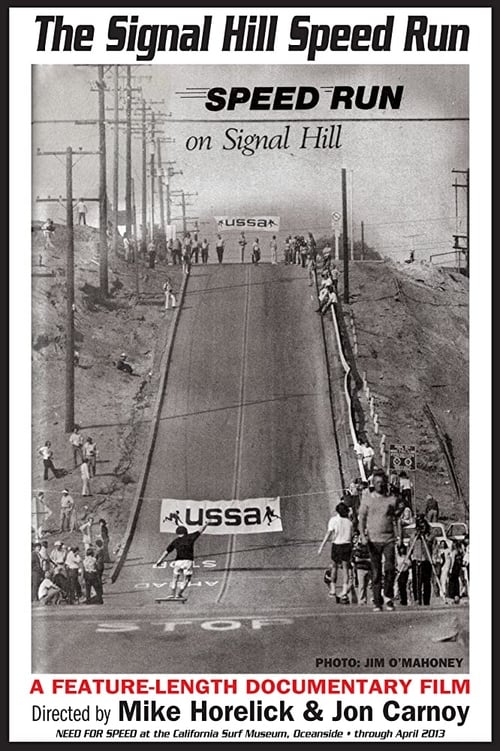 The Signal Hill Speed Run
SPEED RUN
on Signal Hill
ussa
ussa
STOP
AHEAD
STOP
PHOTO: JIM O'MAHONEY
A FEATURE-LENGTH DOCUMENTARY FILM
Directed by Mike Horelick & Jon Carnoy
NEED FOR SPEED at the California Surf Museum, Oceanside • through April 2013